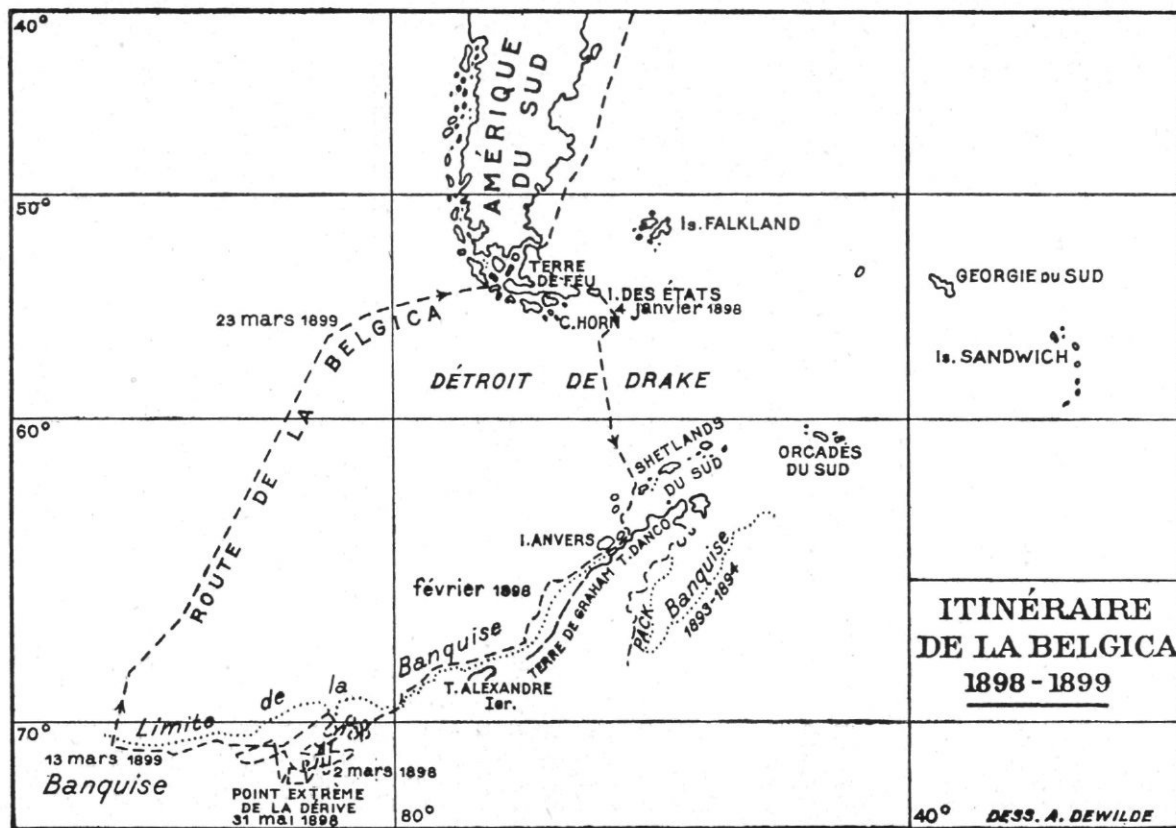 40°
AMÉRIQUE
DU SUD
50°
Is. FALKLAND
TERRE
DE FEU
I. DES ÉTATS
4 janvier 1898
C. HORN
GEORGIE DU SUD
Is. SANDWICH
23 mars 1899
ROUTE DE LA BELGICA
DÉTROIT DE DRAKE
60°
I SHETLANDS
DU SUD
ORCADES
DU SUD
I. ANVERS
T. DANCO
TERRE DE GRAHAM
février 1898
PACK
Banquise
1893-1894
Limite de la Banquise
T. ALEXANDRE
Ier.
70°
13 mars 1899
Banquise
2 mars 1898
POINT EXTRÊME
DE LA DÉRIVE
31 mai 1898
80°
40°
ITINÉRAIRE
DE LA BELGICA
1898-1899
DESS. A. DEWILDE